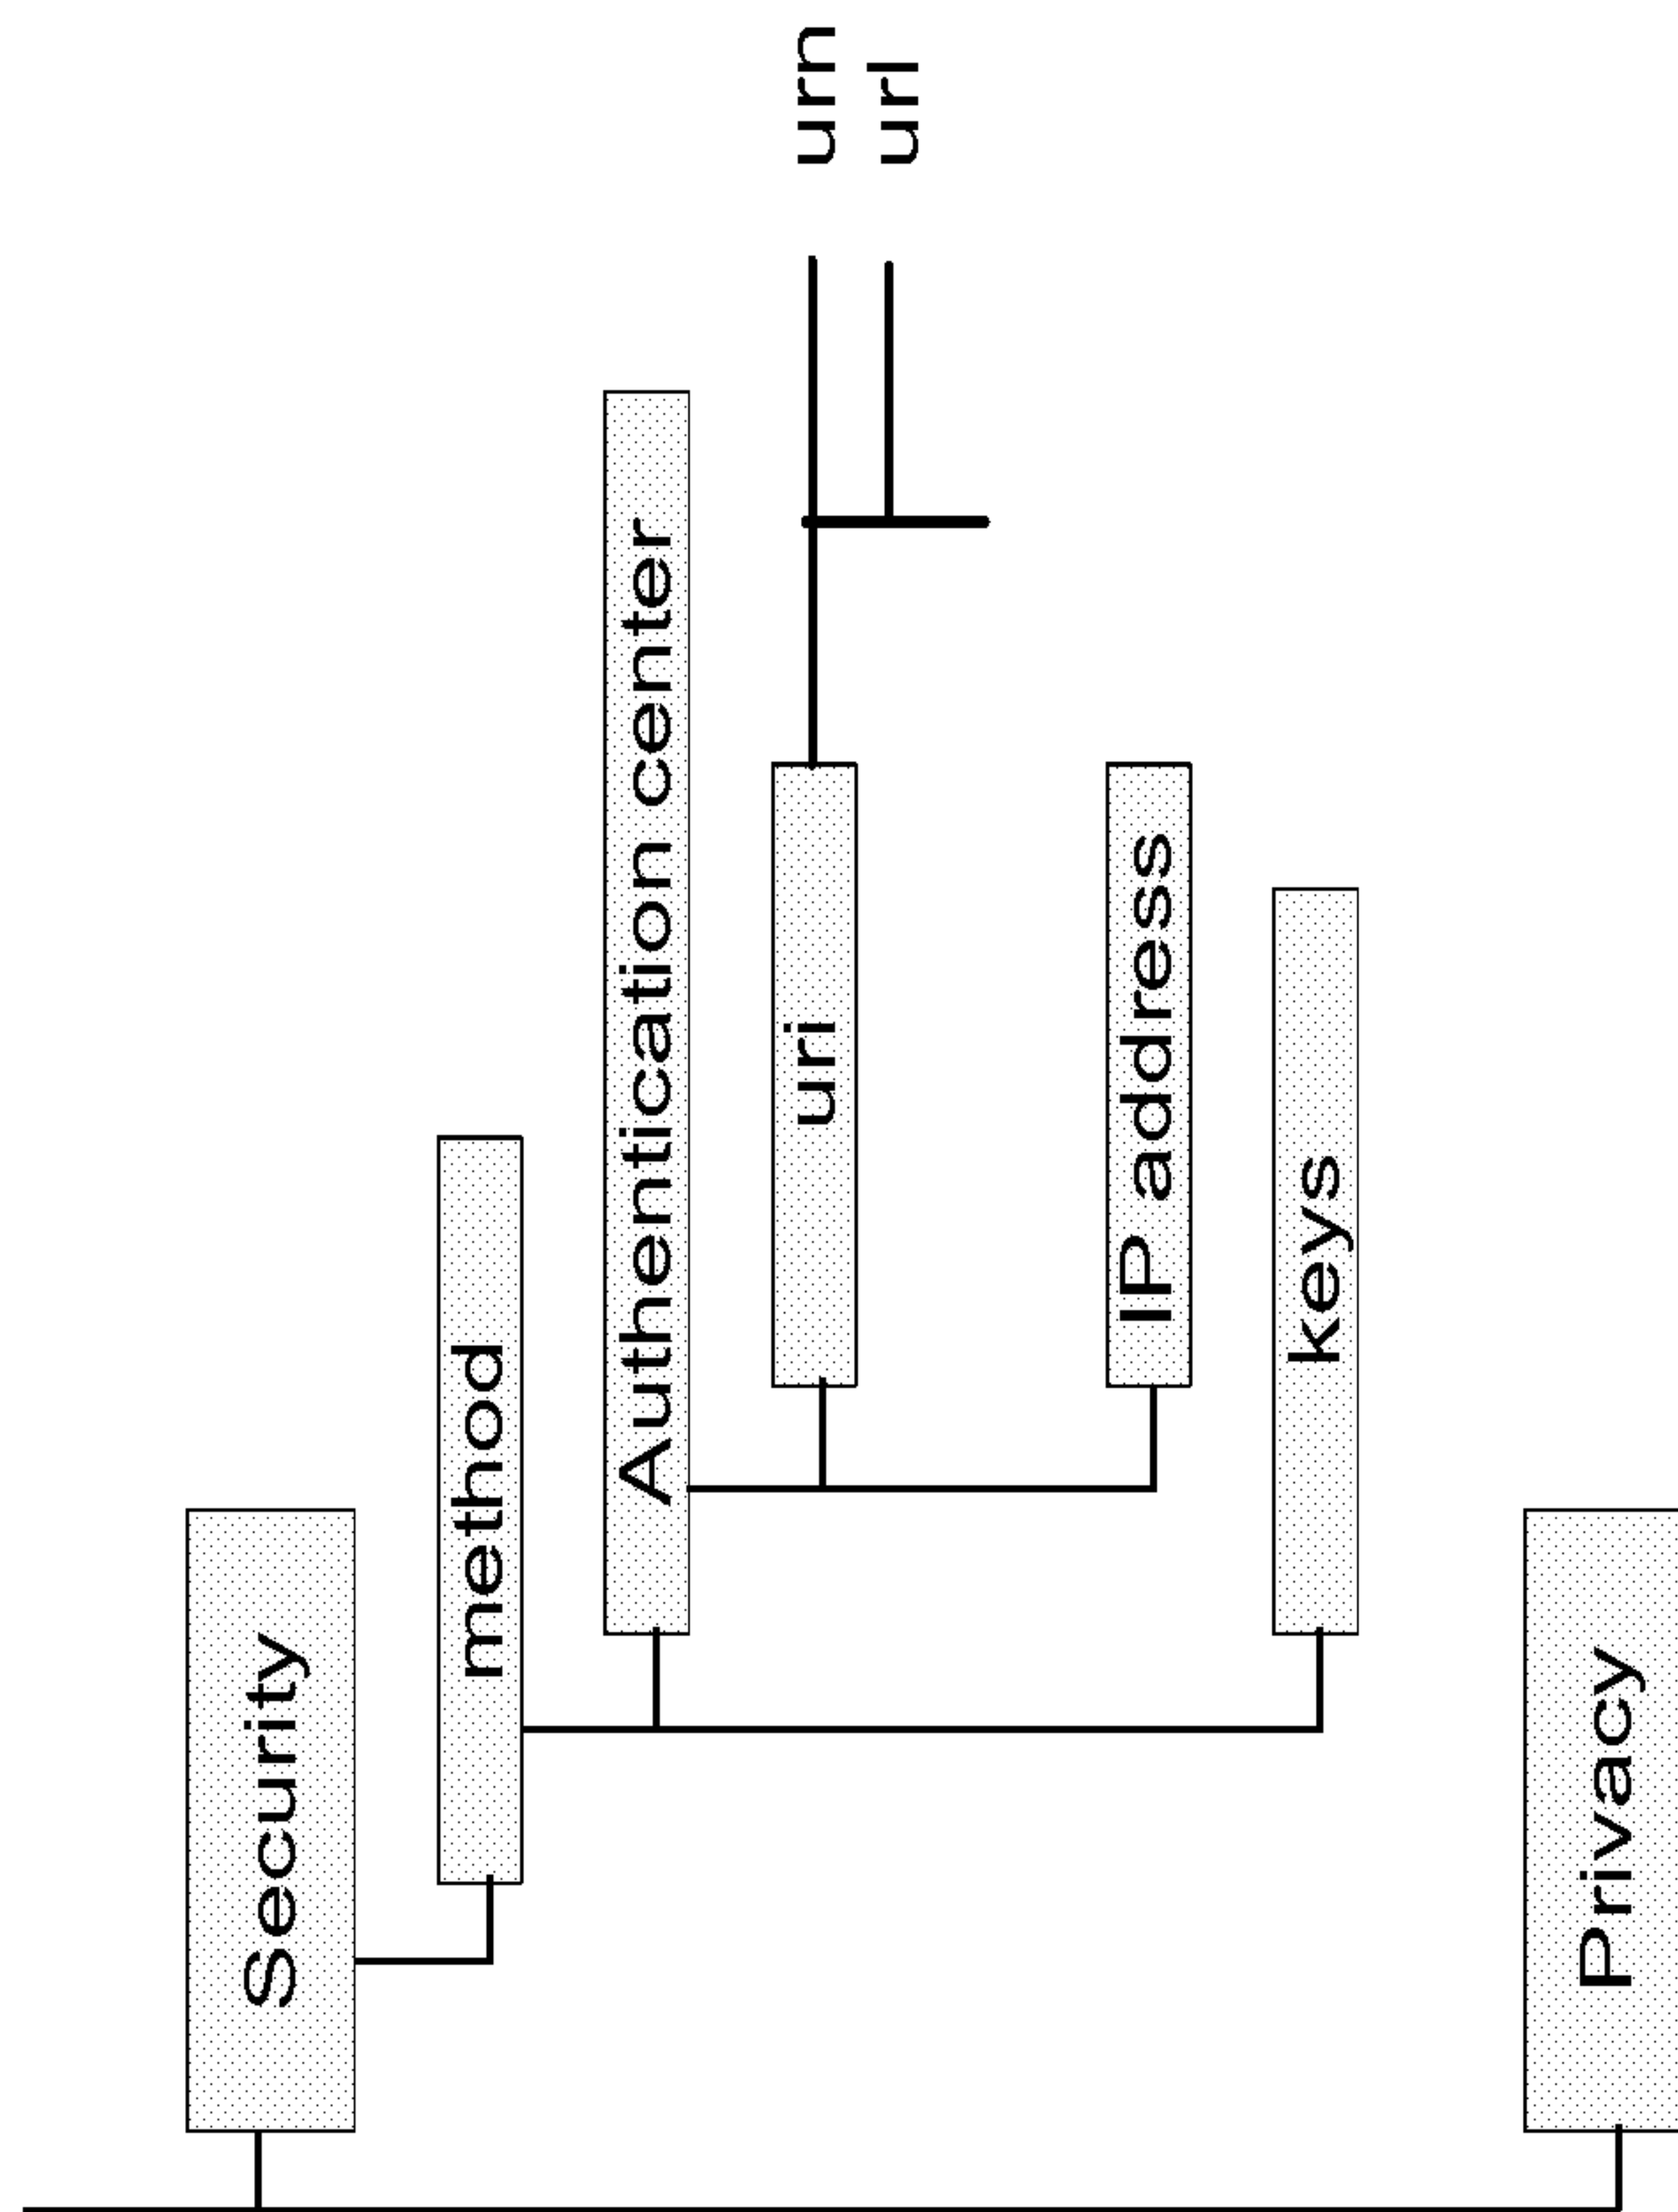 Security
method
Authentication center
uri
urn
url
IP address
keys
Privacy